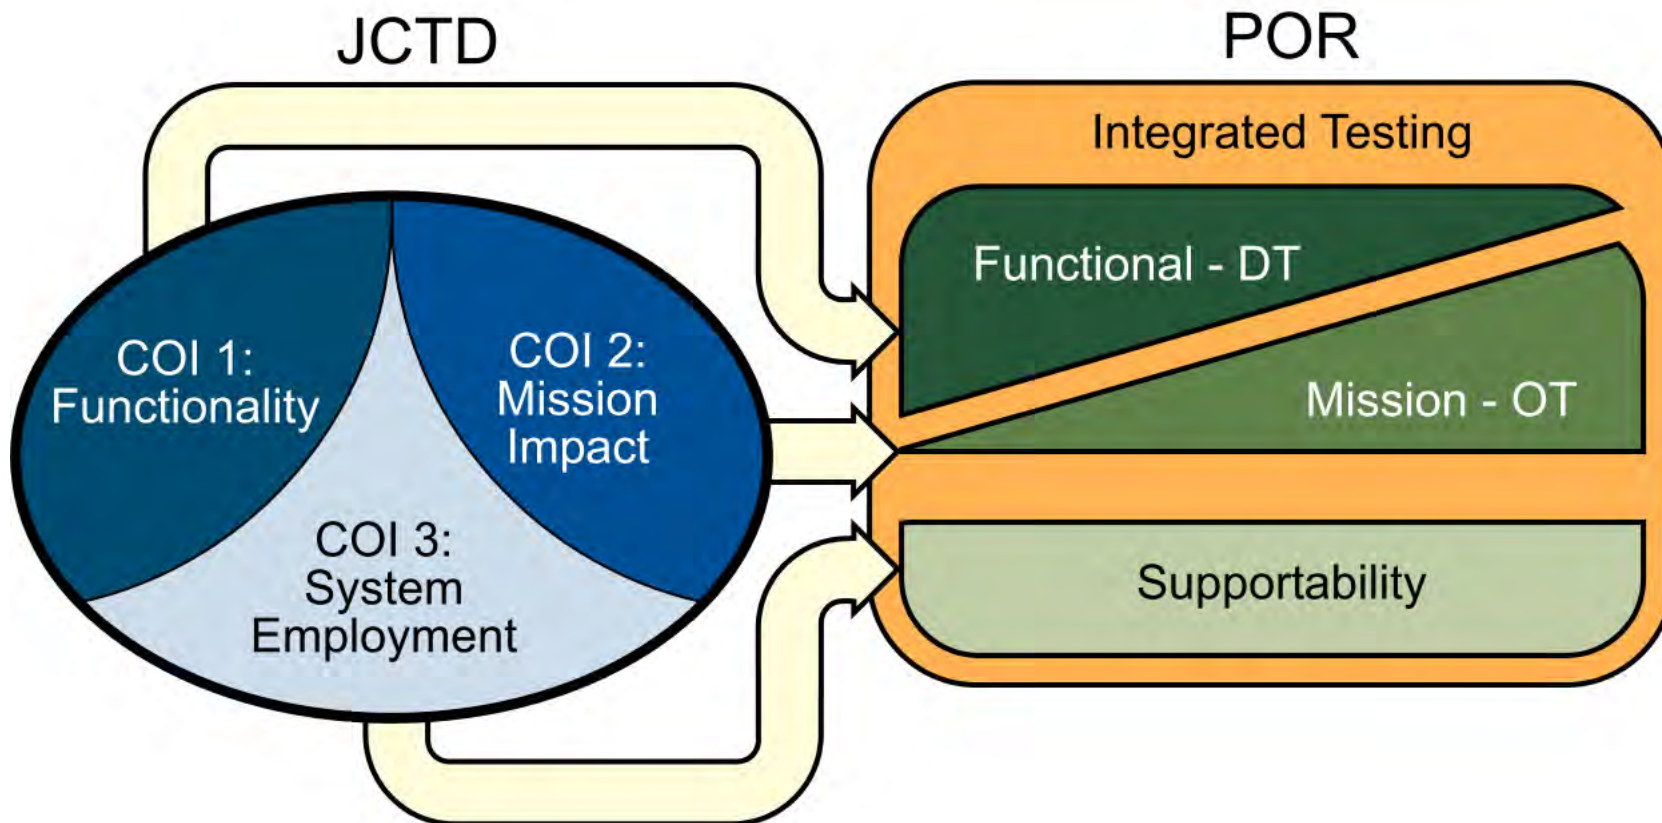 JCTD
POR
Integrated Testing
Functional - DT
Mission - OT
Supportability
COI 1:
Functionality
COI 2:
Mission
Impact
COI 3:
System
Employment